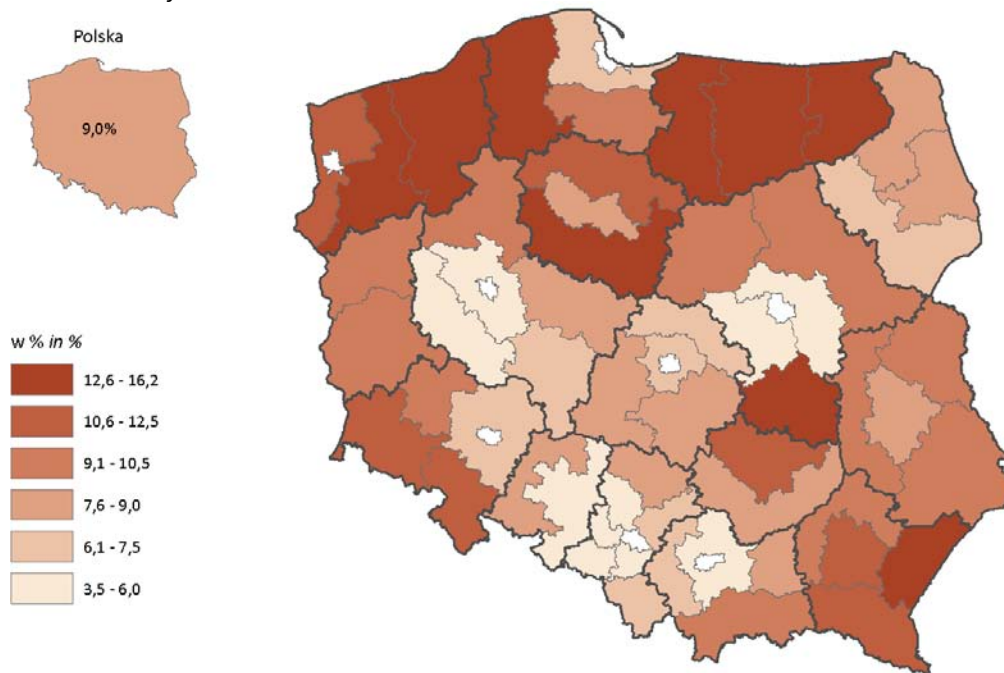 Polska
9,0%
w % in %
12,6 - 16,2
10,6 - 12,5
9,1 - 10,5
7,6 - 9,0
6,1 - 7,5
3,5 - 6,0